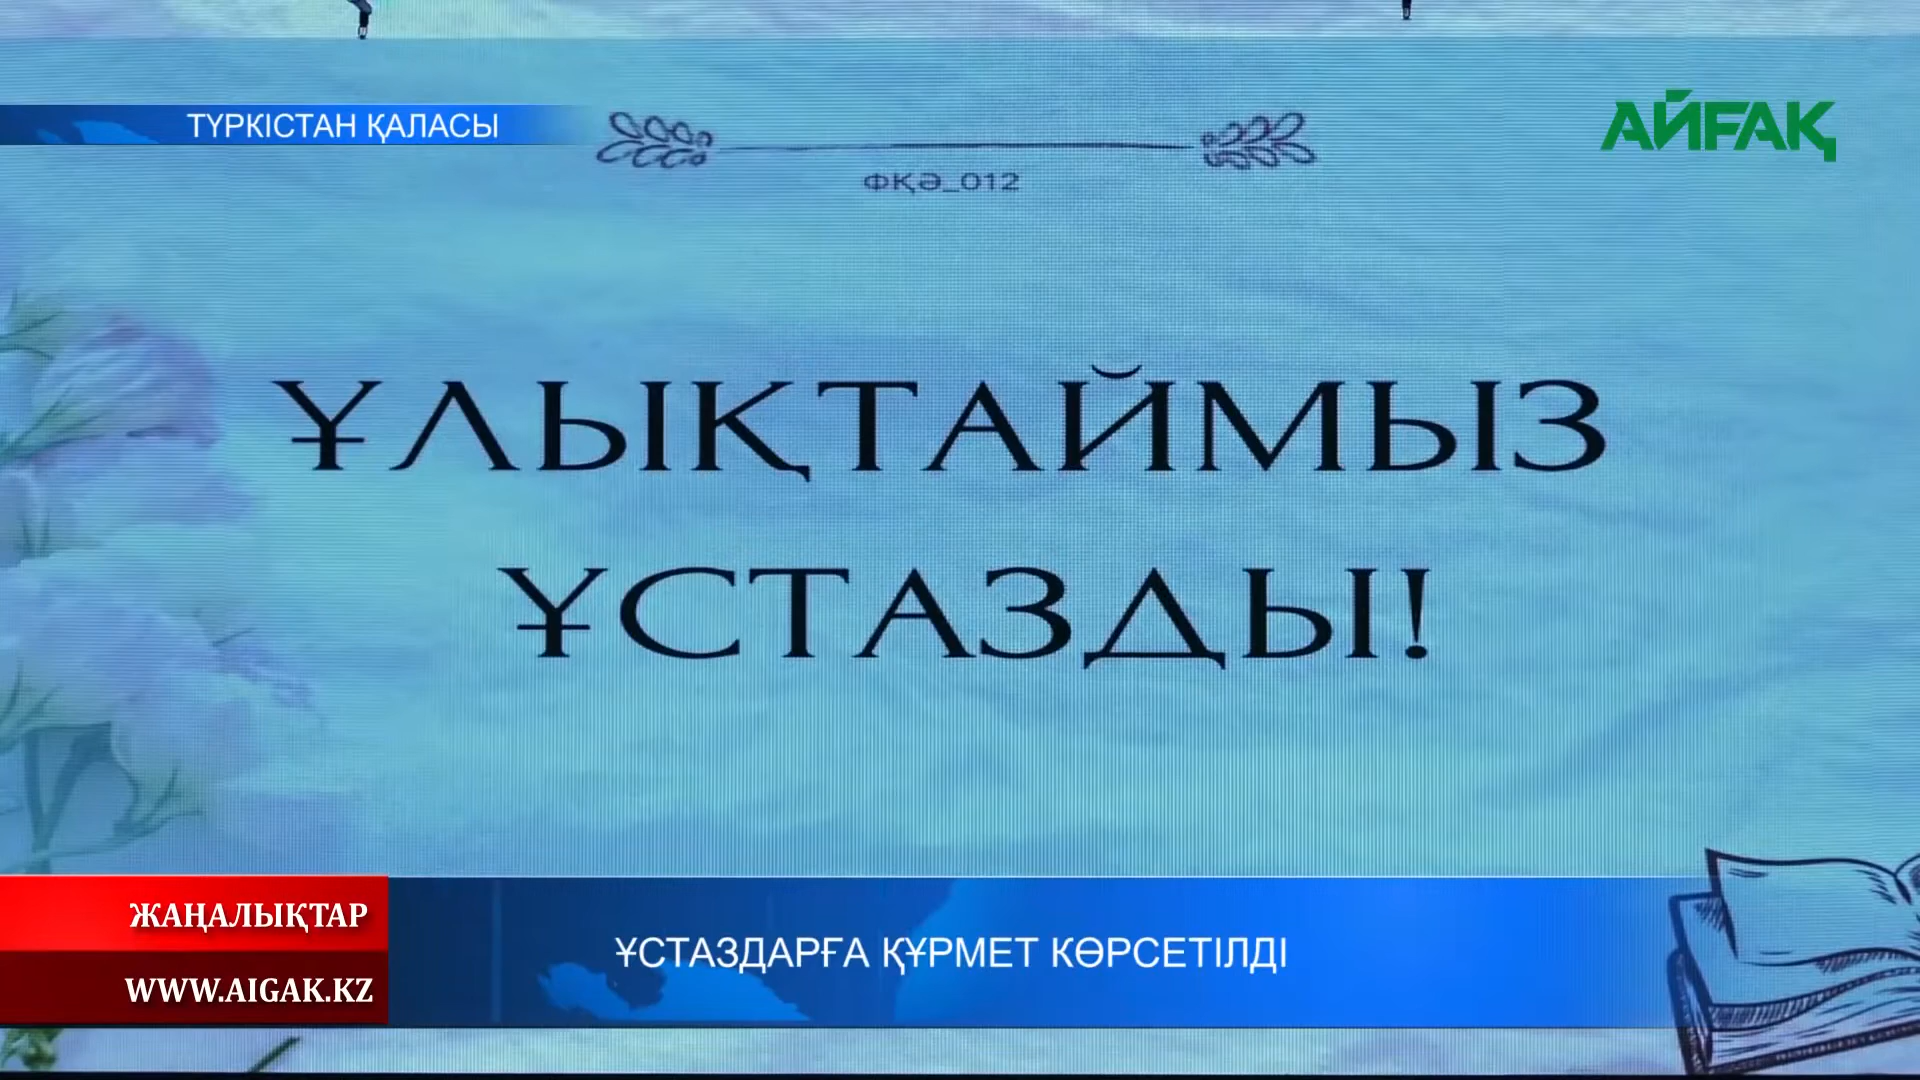 ТҮРКІСТАН ҚАЛАСЫ
АЙҒАҚ
ФҚӘ_012
ҰЛЫҚТАЙМЫЗ
ҰСТАЗДЫ!
ЖАҢАЛЫҚТАР
ҰСТАЗДАРҒА ҚҰРМЕТ КӨРСЕТІЛДІ
WWW.AIGAK.KZ